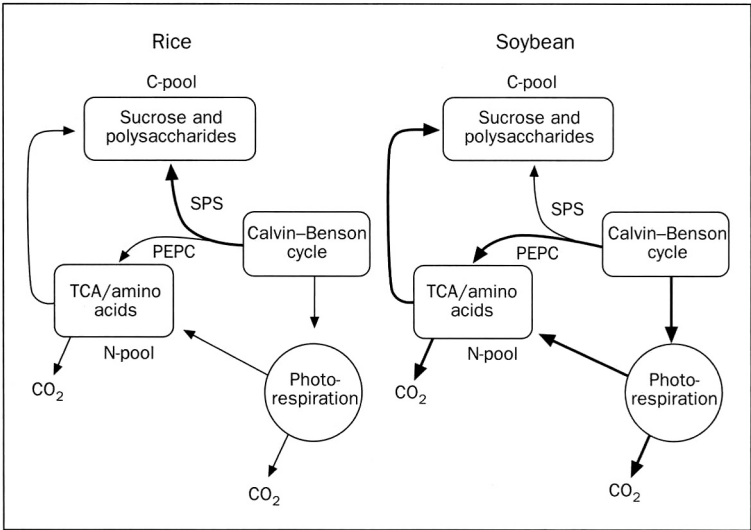 Rice
C-pool
Sucrose and
polysaccharides
SPS
Calvin–Benson
cycle
PEPC
TCA/amino
acids
N-pool
CO2
Photo-
respiration
CO2
Soybean
C-pool
Sucrose and
polysaccharides
SPS
Calvin–Benson
cycle
PEPC
TCA/amino
acids
N-pool
CO2
Photo-
respiration
CO2